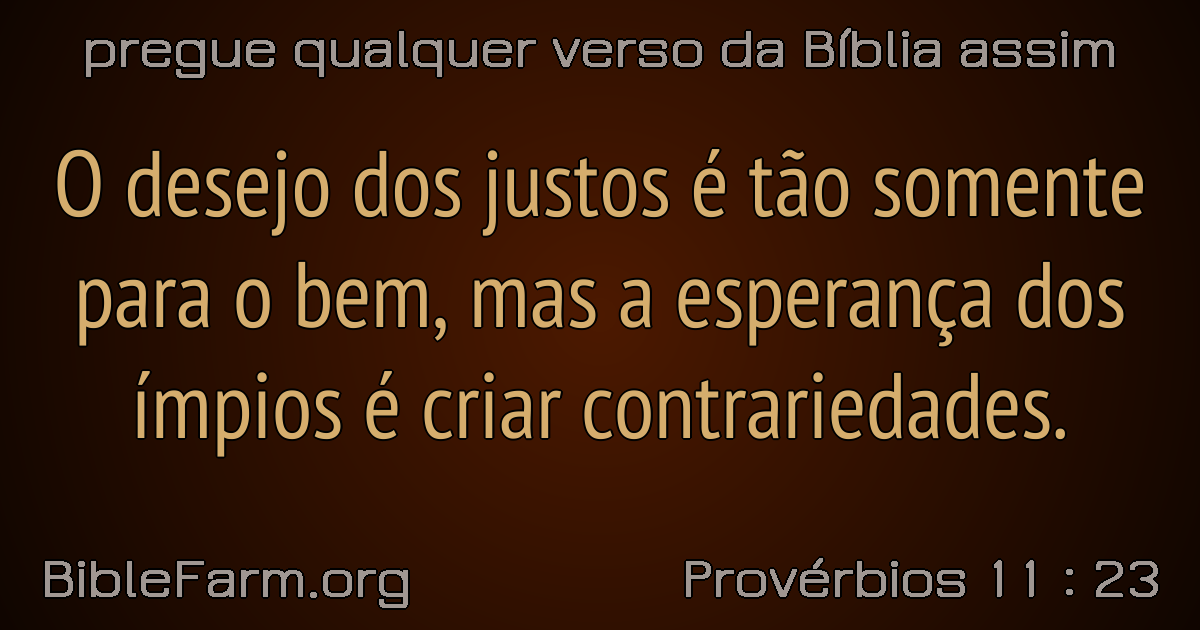 pregue qualquer verso da Bíblia assim
O desejo dos justos é tão somente
para o bem, mas a esperança dos
ímpios é criar contrariedades.
BibleFarm.org
Provérbios 11 : 23